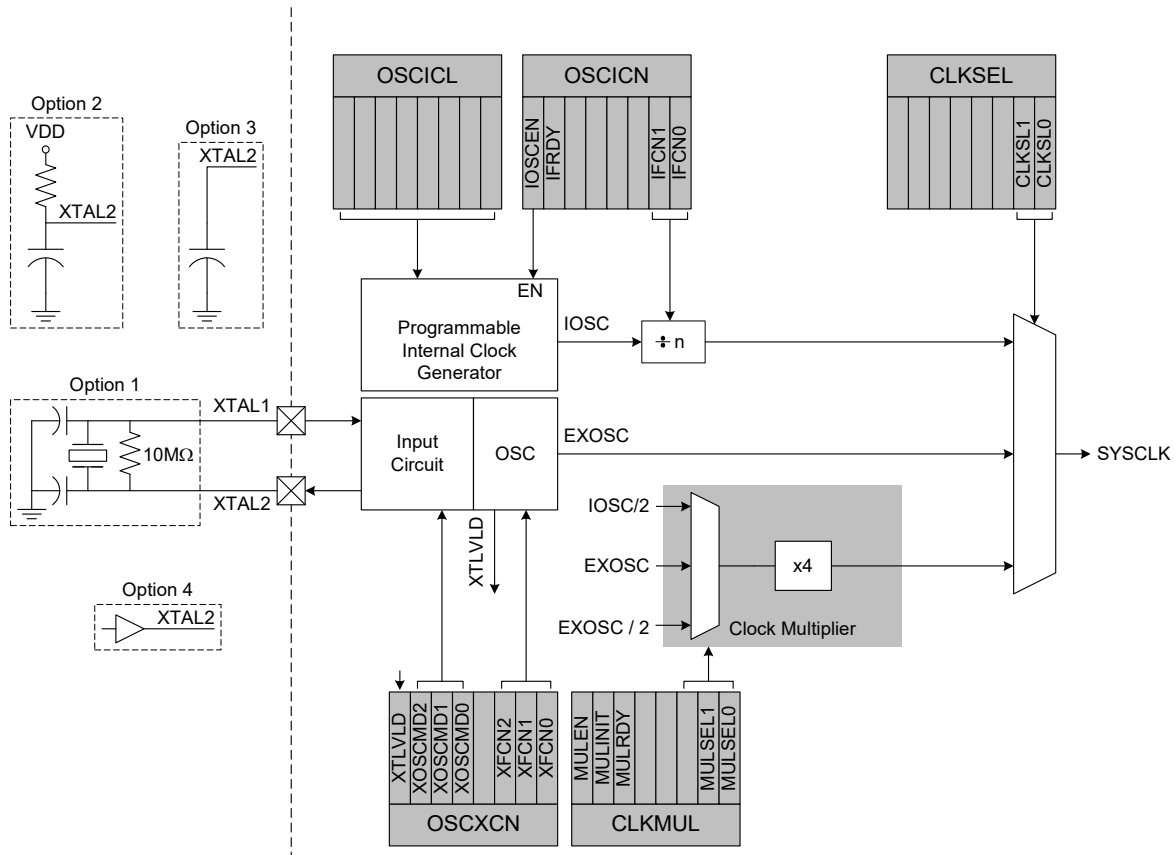 OSCICL
OSCICN
CLKSEL
IOSCEN
IFRDY
IFCN1
IFCN0
CLKSL1
CLKSL0
Option 2
VDD
XTAL2
Option 3
XTAL2
EN
Programmable
Internal Clock
Generator
IOSC
÷ n
Option 1
XTAL1
10MΩ
XTAL2
Input
Circuit
OSC
EXOSC
SYSCLK
XTLVLD
IOSC/2
EXOSC
EXOSC / 2
x4
Clock Multiplier
Option 4
XTAL2
XTLVLD
XOSCMD2
XOSCMD1
XOSCMD0
XFCN2
XFCN1
XFCN0
OSCXCN
MULEN
MULINIT
MULRDY
MULSEL1
MULSEL0
CLKMUL